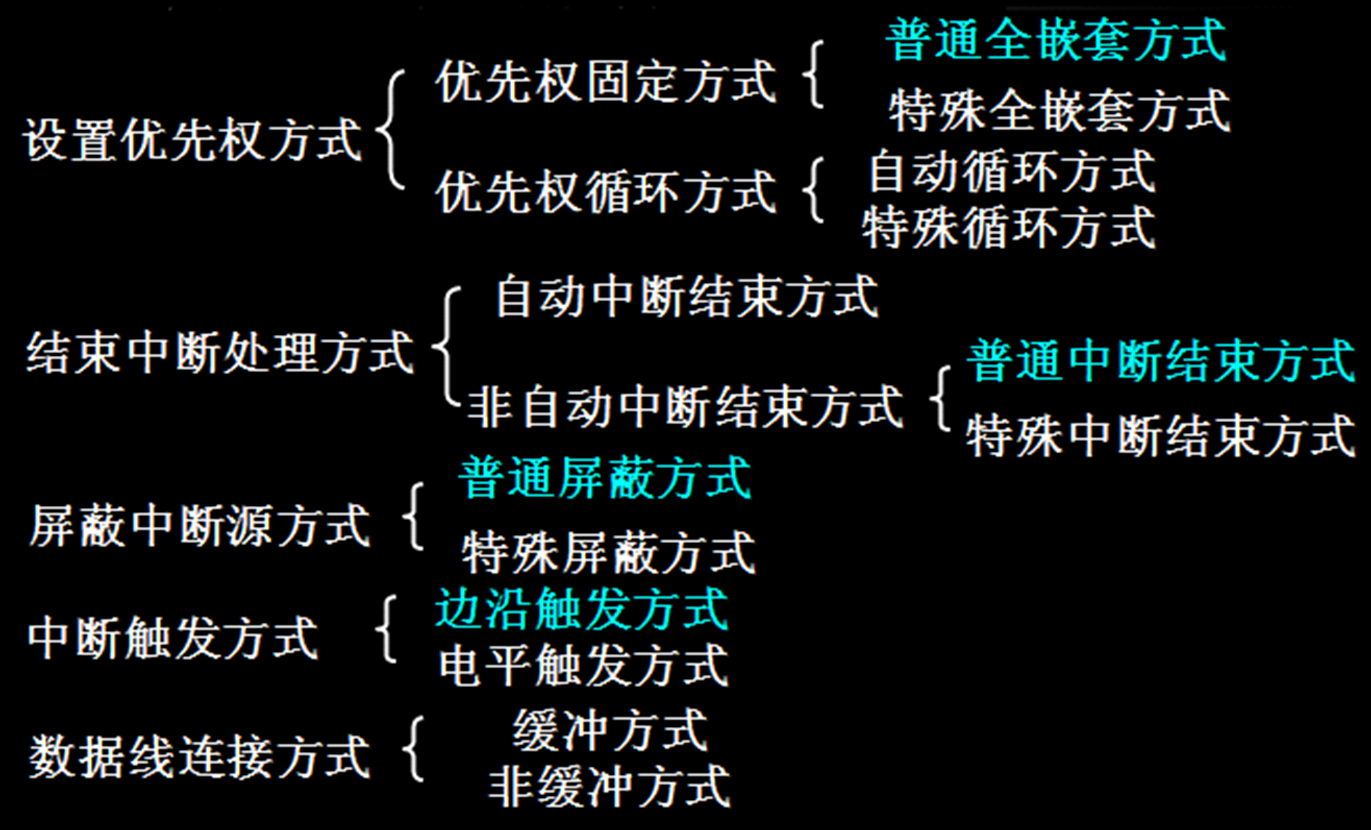 设置优先权方式
优先权固定方式
普通全嵌套方式
特殊全嵌套方式
优先权循环方式
自动循环方式
特殊循环方式
结束中断处理方式
自动中断结束方式
非自动中断结束方式
普通中断结束方式
特殊中断结束方式
屏蔽中断源方式
普通屏蔽方式
特殊屏蔽方式
中断触发方式
边沿触发方式
电平触发方式
数据线连接方式
缓冲方式
非缓冲方式